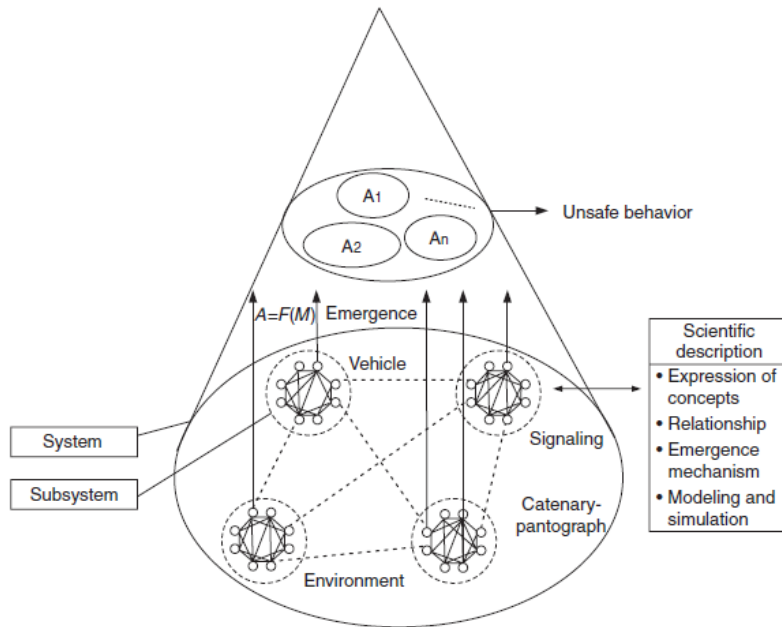 A1
A2
An
Unsafe behavior
A=F(M)
Emergence
Vehicle
Signaling
Catenary-
pantograph
Environment
System
Subsystem
Scientific
description
• Expression of
concepts
• Relationship
• Emergence
mechanism
• Modeling and
simulation